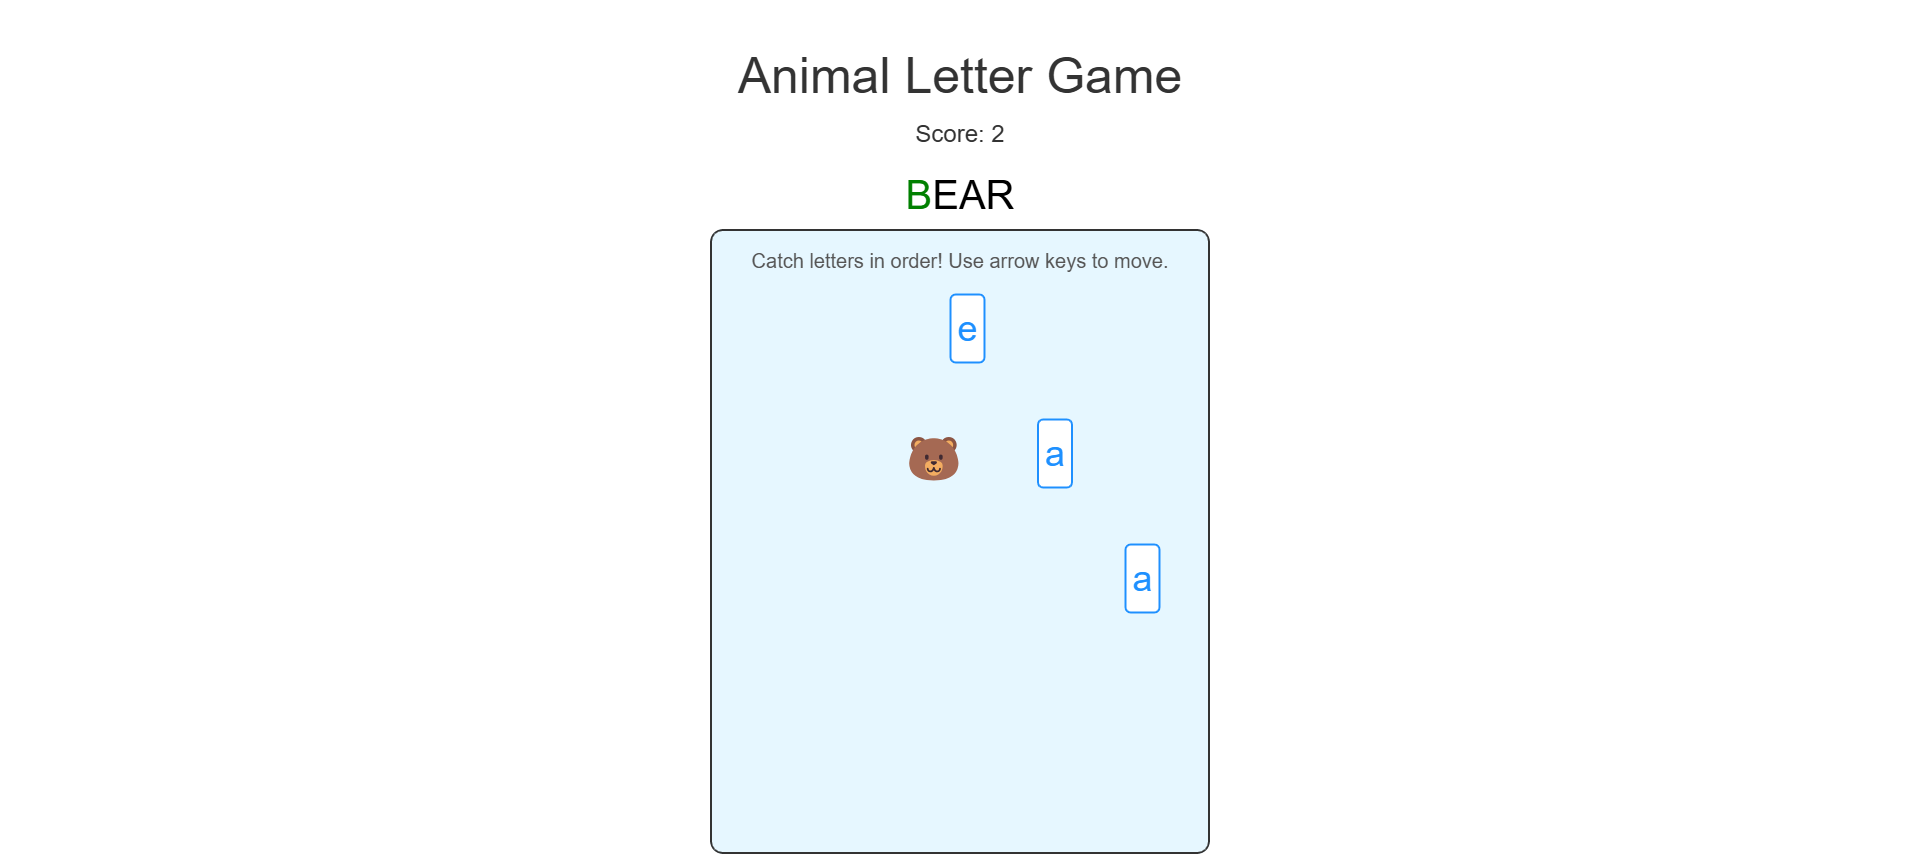 Animal Letter Game
Score: 2
BEAR
Catch letters in order! Use arrow keys to move.
e
a
a